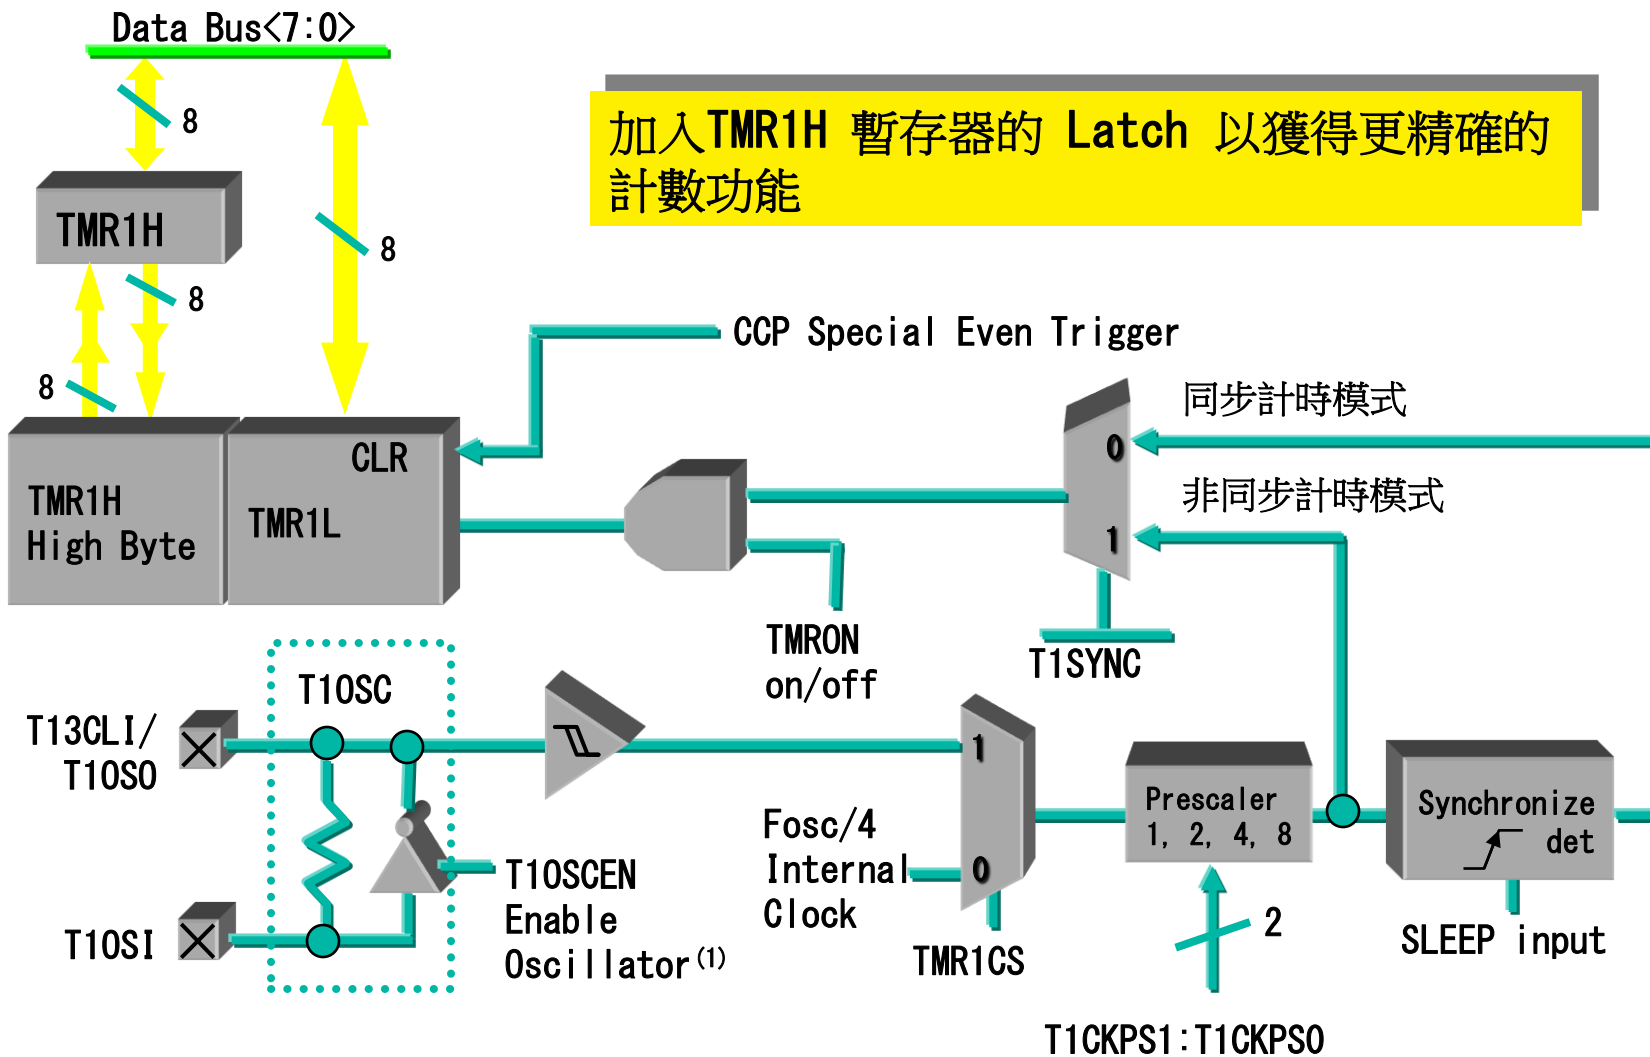 Data Bus<7:0>
8
加入TMR1H 暫存器的 Latch 以獲得更精確的
計數功能
TMR1H
8
8
8
CCP Special Even Trigger
同步計時模式
0
CLR
非同步計時模式
TMR1H
High Byte
TMR1L
1
TMRON
on/off
T1SYNC
T1OSC
T13CLI/
T1OSO
1
Prescaler
1, 2, 4, 8
Synchronize
det
Fosc/4
Internal
Clock
0
T1OSCEN
Enable
Oscillator(1)
T1OSI
TMR1CS
2
SLEEP input
T1CKPS1:T1CKPS0